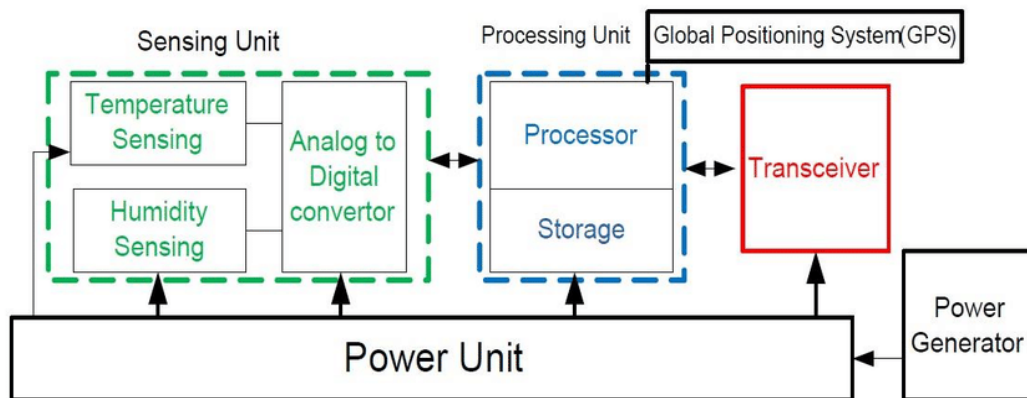 Sensing Unit
Processing Unit
Global Positioning System(GPS)
Temperature
Sensing
Analog to
Digital
convertor
Humidity
Sensing
Processor
Storage
Transceiver
Power Unit
Power
Generator